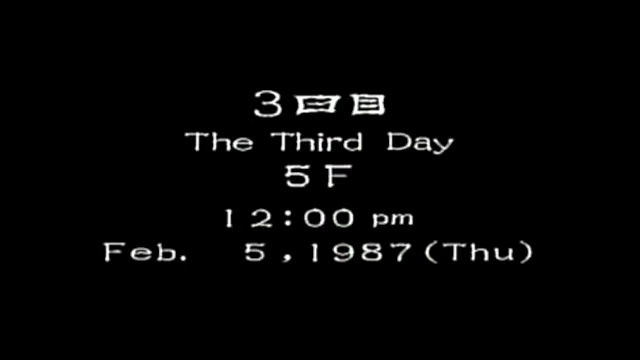 3日目
The Third Day
5F
12:00 pm
Feb. 5,1987(Thu)